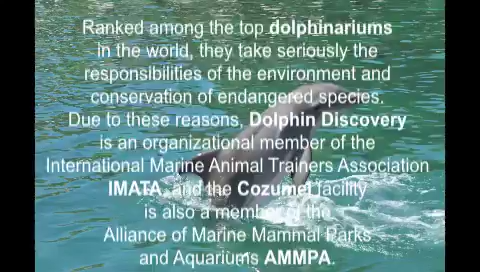 Ranked among the top dolphinariums
in the world, they take seriously the
responsibilities of the environment and
conservation of endangered species.
Due to these reasons, Dolphin Discovery
is an organizational member of the
International Marine Animal Trainers Association
IMATA, and the Cozumel facility
is also a member of the
Alliance of Marine Mammal Parks
and Aquariums AMMPA.